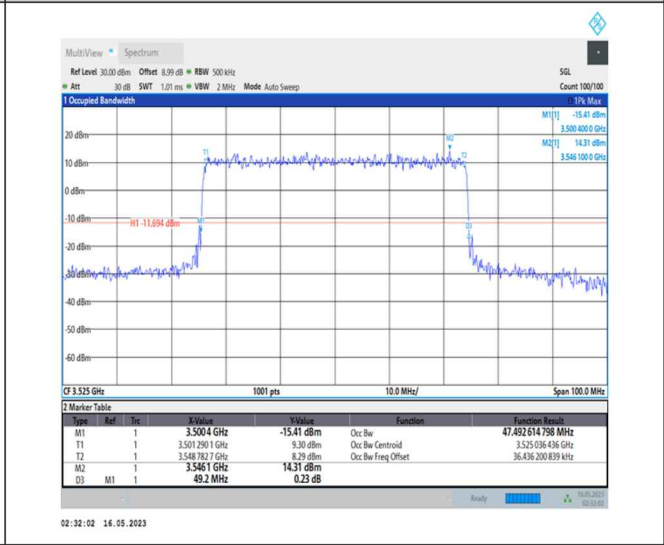 MultiView Spectrum
Ref Level 30.00 dBm Offset 8.99 dB RBW 500 kHz SGL
Att 30 dB SWT 1.01 ms VBW 2 MHz Mode Auto Sweep Count 100/100
1 Occupied Bandwidth 1Pk Max
M1[1] -15.41 dBm
3.500 400 0 GHz
M2[1] 14.31 dBm
3.546 100 0 GHz
20 dBm
M2
T1 T2
10 dBm
0 dBm
-10 dBm
H1 -11.694 dBm
M1
D3
-20 dBm
-30 dBm
-40 dBm
-50 dBm
-60 dBm
CF 3.525 GHz 1001 pts 10.0 MHz/ Span 100.0 MHz
2 Marker Table
Type Ref Trc X-Value Y-Value Function Function Result
M1 1 3.5004 GHz -15.41 dBm Occ Bw 47.492 614 798 MHz
T1 1 3.501 290 1 GHz 9.30 dBm Occ Bw Centroid 3.525 036 436 GHz
T2 1 3.548 782 7 GHz 8.29 dBm Occ Bw Freq Offset 36.436 200 839 kHz
M2 1 3.5461 GHz 14.31 dBm
D3 M1 1 49.2 MHz 0.23 dB
Ready 16.05.2023
02:32:02
02:32:02 16.05.2023